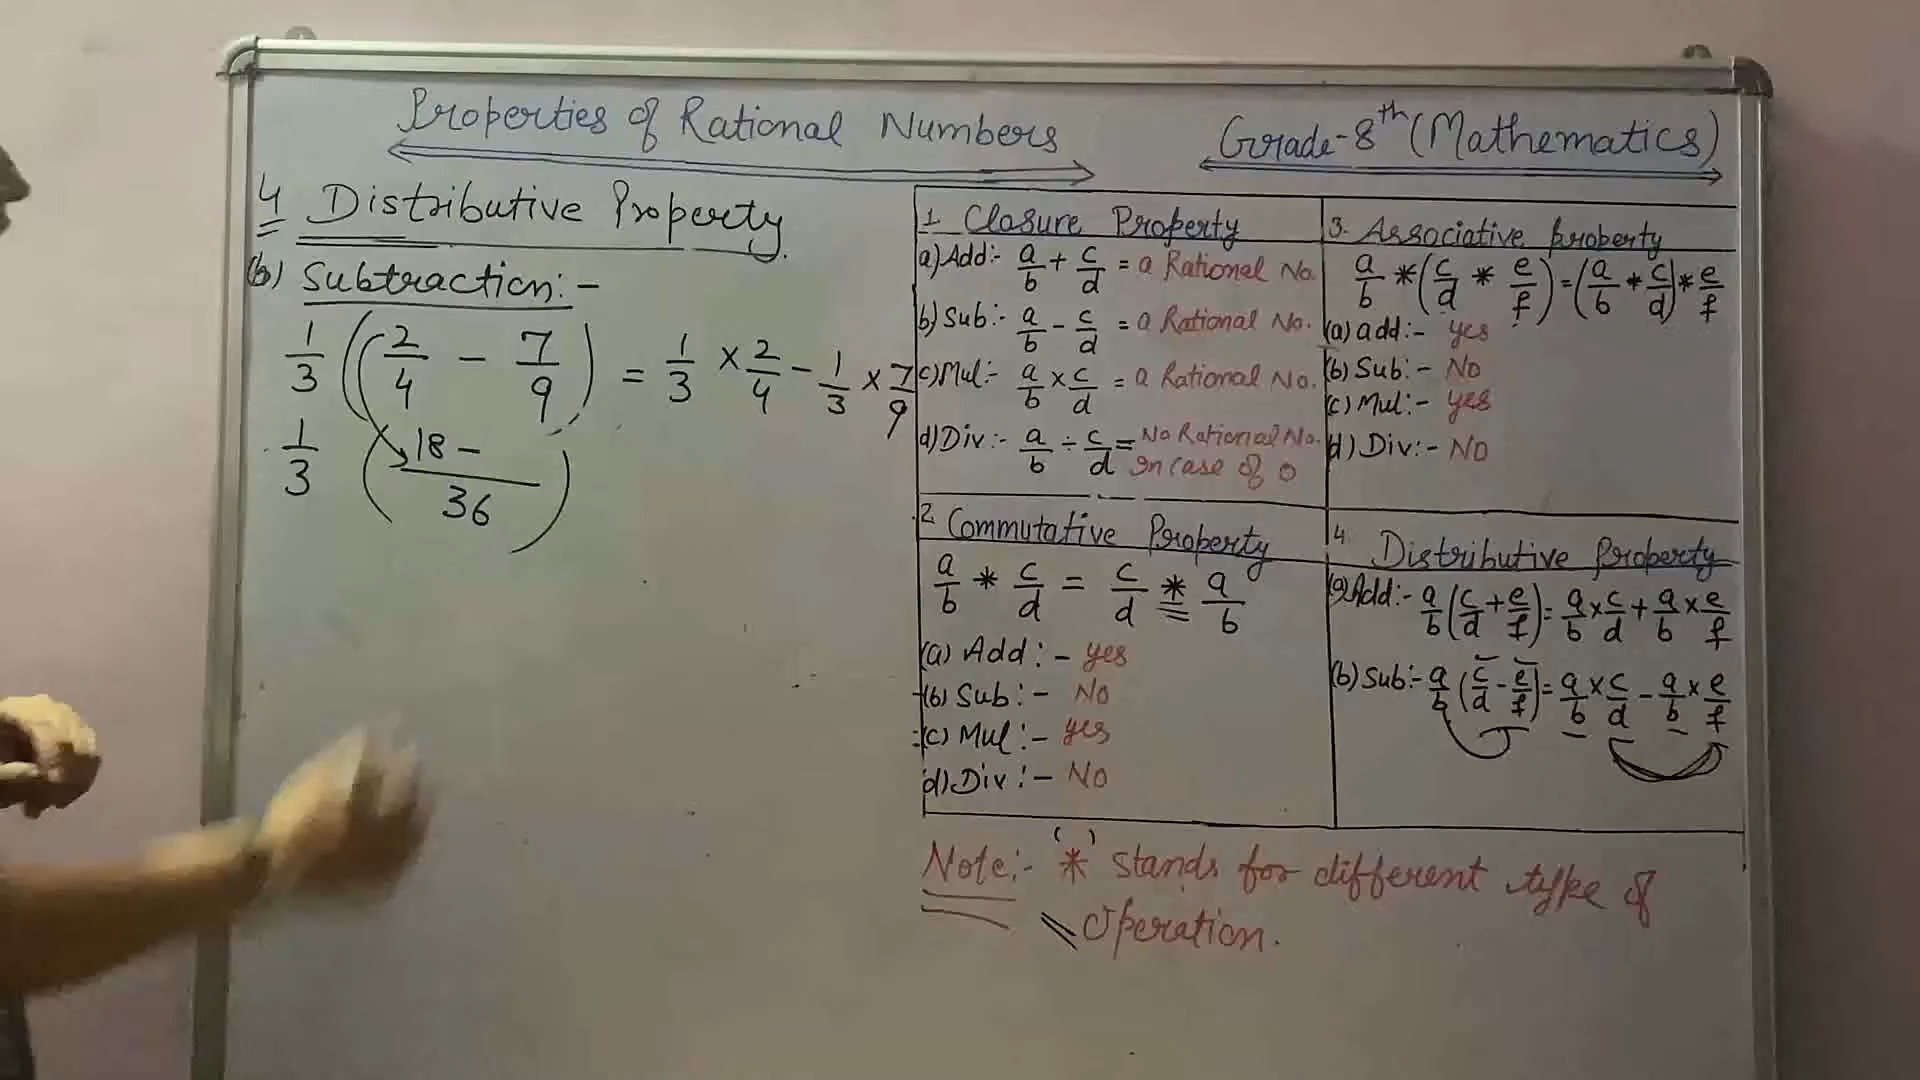 Properties of Rational Numbers
Grade-8th (Mathematics)
4 Distributive Property.
(b) Subtraction:-
1/3 (2/4 - 7/9) = 1/3 × 2/4 - 1/3 × 7/9
1/3 (18 - / 36)
1. Closure Property
a) Add:- a/b + c/d = a Rational No.
b) Sub:- a/b - c/d = a Rational No.
c) Mul:- a/b × c/d = a Rational No.
d) Div:- a/b ÷ c/d = No Rational No.
In case of 0
2. Commutative Property
a/b * c/d = c/d * a/b
(a) Add:- yes
(b) Sub:- No
(c) Mul:- yes
d) Div:- No
3. Associative property
a/b * (c/d * e/f) = (a/b * c/d) * e/f
(a) add:- yes
(b) Sub:- No
(c) Mul:- yes
d) Div:- No
4 Distributive Property
(a) Add:- a/b (c/d + e/f) = a/b × c/d + a/b × e/f
(b) Sub:- a/b (c/d - e/f) = a/b × c/d - a/b × e/f
Note:- '*' stands for different type of
operation.